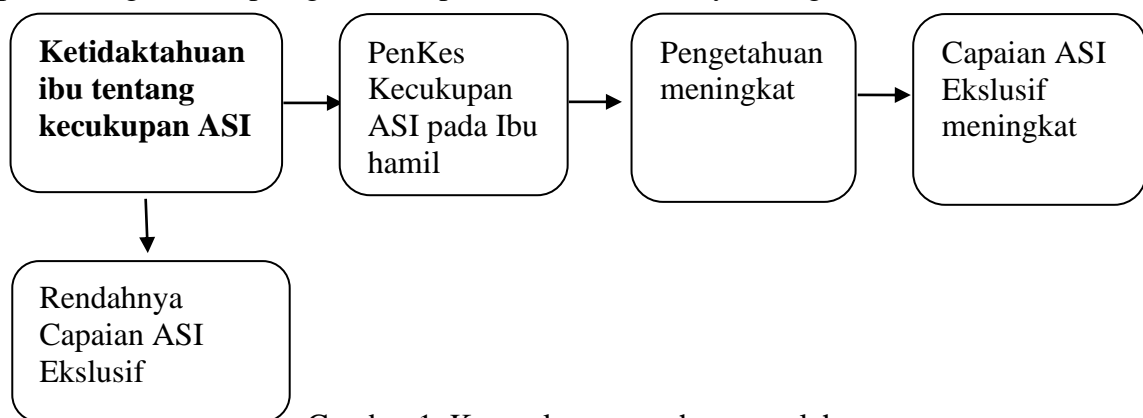 Ketidaktahuan
ibu tentang
kecukupan ASI
PenKes
Kecukupan
ASI pada Ibu
hamil
Pengetahuan
meningkat
Capaian ASI
Ekslusif
meningkat
Rendahnya
Capaian ASI
Ekslusif